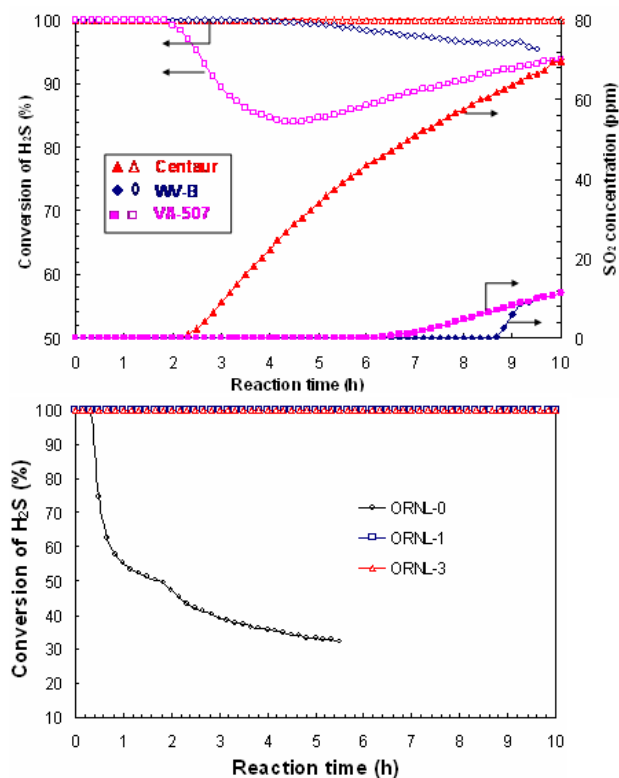 Conversion of H₂S (%)
100
90
80
70
60
50
Centaur
WV-B
VA-507
80
60
40
20
0
SO₂ concentration (ppm)
0 1 2 3 4 5 6 7 8 9 10
Reaction time (h)
Conversion of H₂S (%)
100
90
80
70
60
50
40
30
20
10
ORNL-0
ORNL-1
ORNL-3
0 1 2 3 4 5 6 7 8 9 10
Reaction time (h)